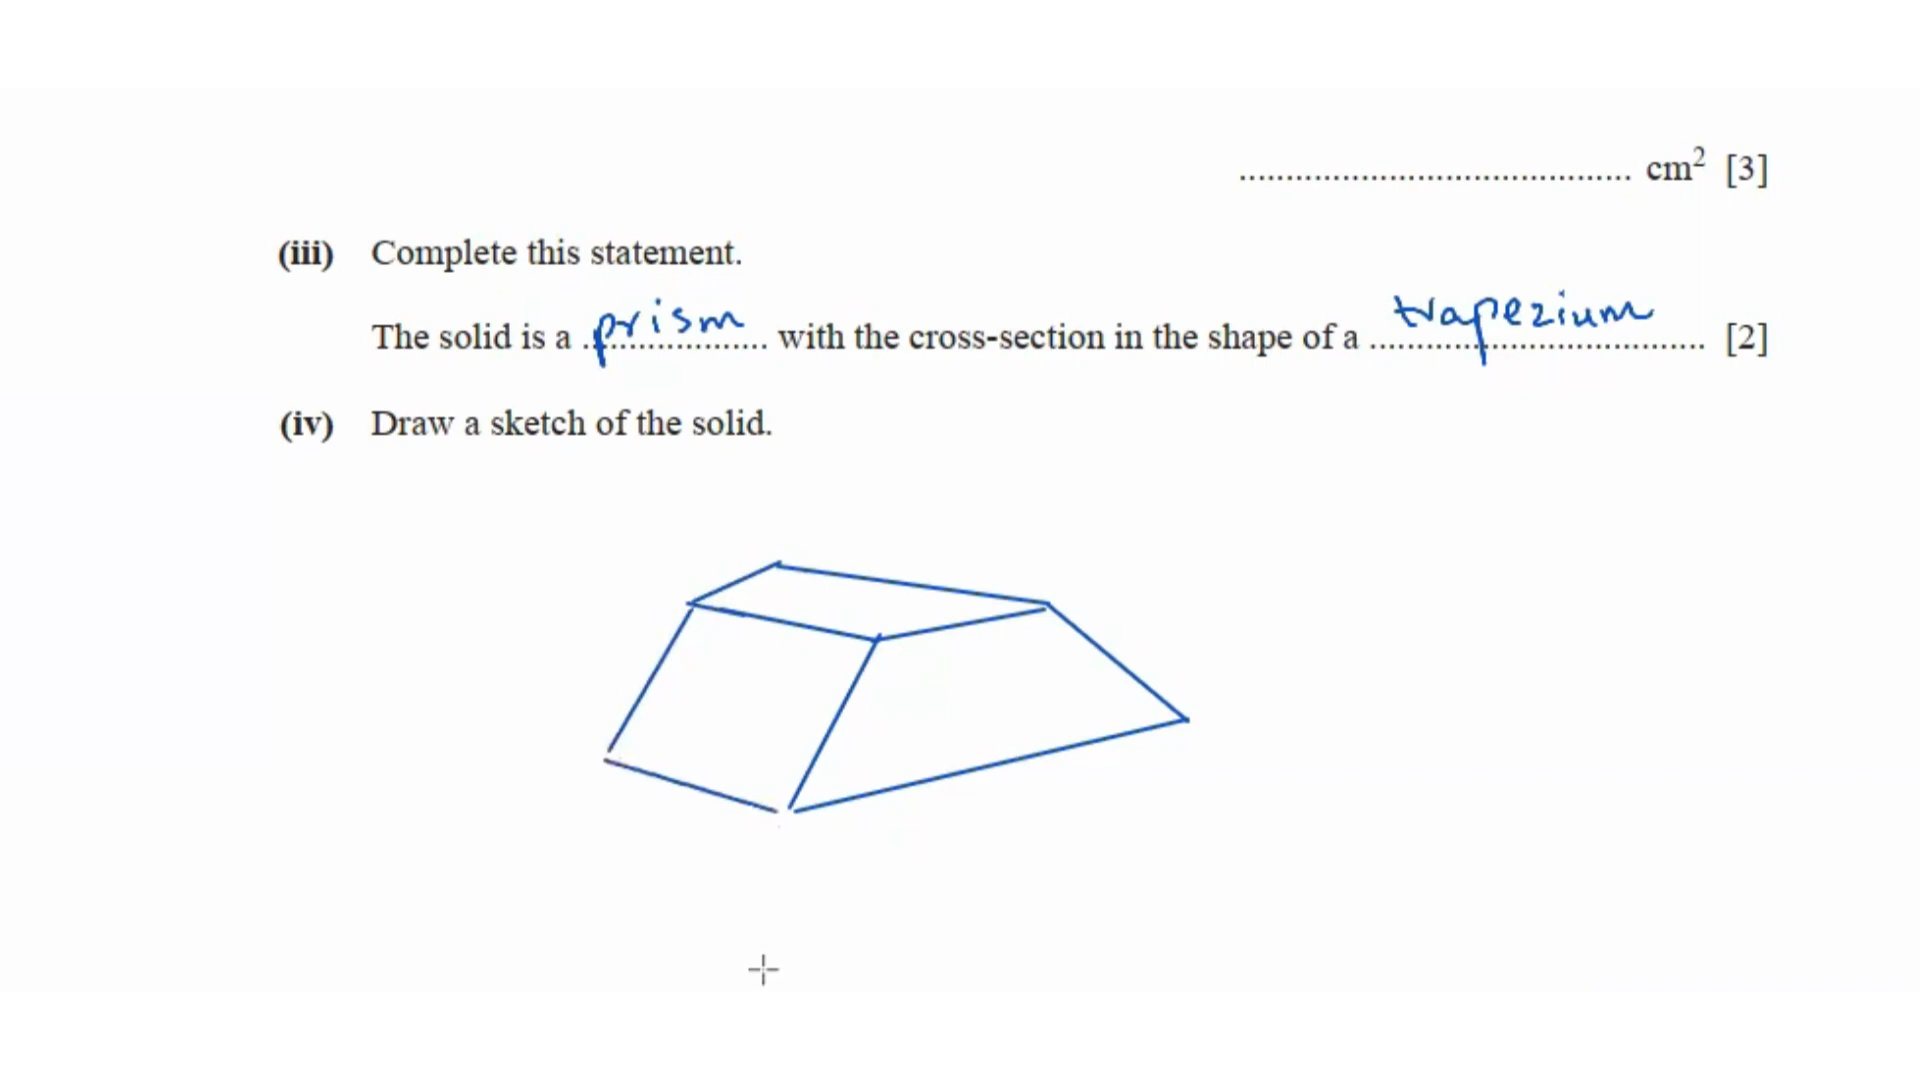 ........................................ cm² [3]
(iii) Complete this statement.
The solid is a prism with the cross-section in the shape of a trapezium [2]
(iv) Draw a sketch of the solid.